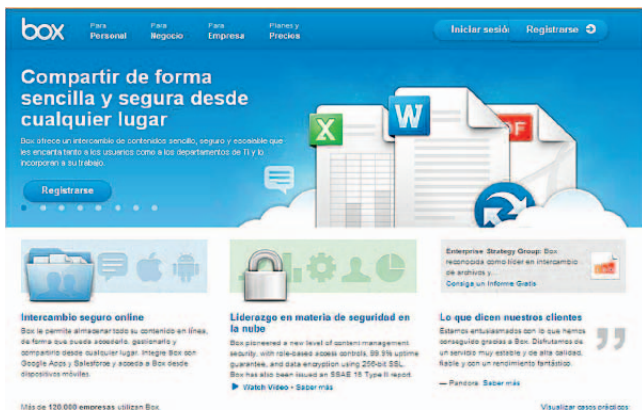 box
Para Personal
Para Negocio
Para Empresa
Planes y Precios
Iniciar sesió
Registrarse
Compartir de forma
sencilla y segura desde
cualquier lugar
Box ofrece un intercambio de contenidos sencillo, seguro y escalable que
les encanta tanto a los usuarios como a los departamentos de TI y lo
incorporan a su trabajo.
Registrarse
X
W
DF
Enterprise Strategy Group: Box
reconocida como líder en intercambio
de archivos y...
Consiga un Informe Gratis
Intercambio seguro online
Box le permite almacenar todo su contenido en línea,
de forma que pueda accederlo, gestionarlo y
compartirlo desde cualquier lugar. Integre Box con
Google Apps y Salesforce y acceda a Box desde
dispositivos móviles.
Liderazgo en materia de seguridad en
la nube
Box pioneered a new level of content management
security, with role-based access controls, 99.9% uptime
guarantee, and data encryption using 256-bit SSL.
Box has also been issued an SSAE 16 Type II report.
Watch Video • Saber más
Lo que dicen nuestros clientes
Estamos entusiasmados con lo que hemos
conseguido gracias a Box. Disfrutamos de
un servicio muy estable y de alta calidad,
fiable y con un rendimiento fantástico.
— Pandora Saber más
Más de 120.000 empresas utilizan Box.
Visualizar casos prácticos